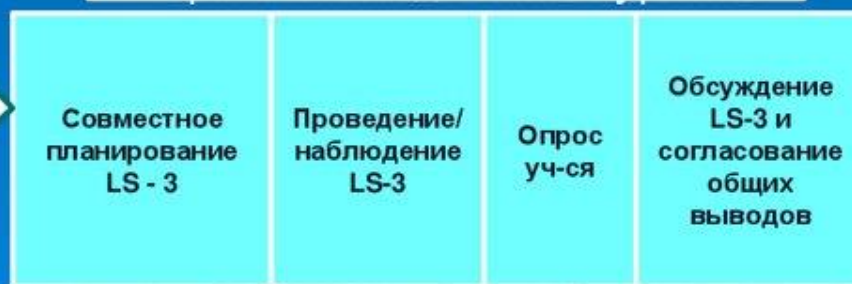 Совместное
планирование
LS - 3
Проведение/
наблюдение
LS-3
Опрос
уч-ся
Обсуждение
LS-3 и
согласование
общих
выводов